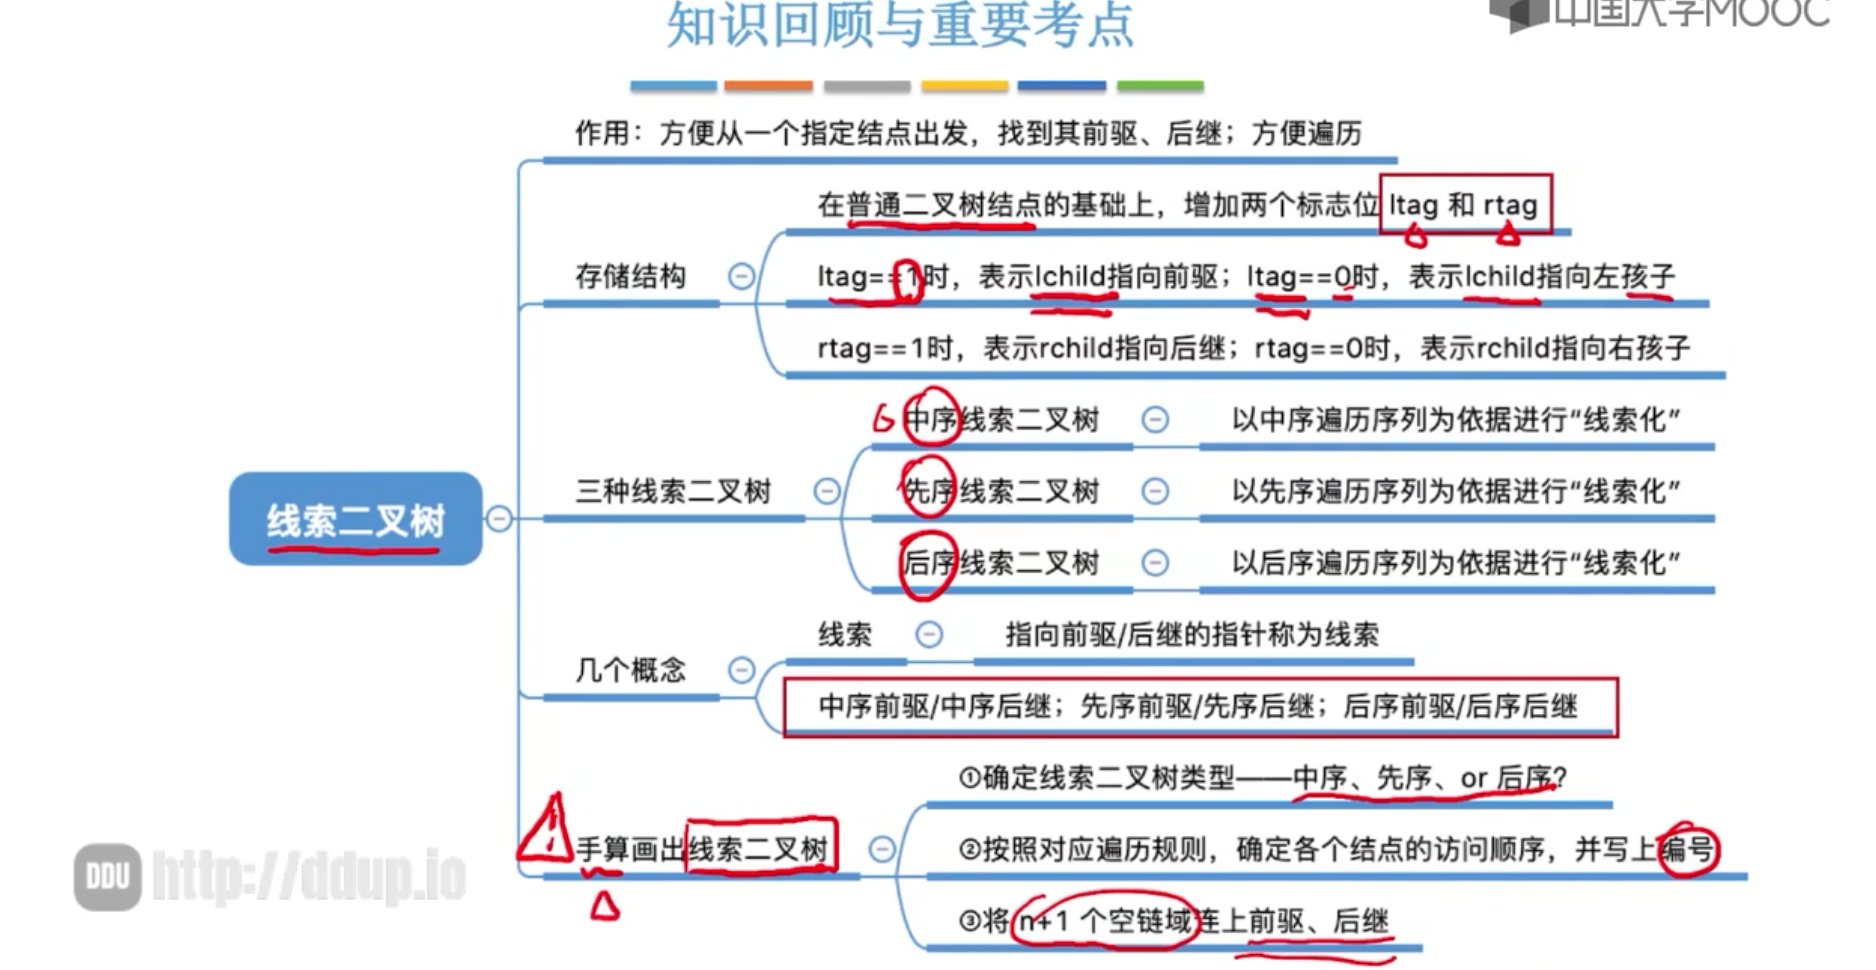 知识回顾与重要考点
中国大学MOOC
作用：方便从一个指定结点出发，找到其前驱、后继；方便遍历
在普通二叉树结点的基础上，增加两个标志位 ltag 和 rtag
存储结构
ltag==1时，表示lchild指向前驱；ltag==0时，表示lchild指向左孩子
rtag==1时，表示rchild指向后继；rtag==0时，表示rchild指向右孩子
中序线索二叉树 以中序遍历序列为依据进行“线索化”
三种线索二叉树 先序线索二叉树 以先序遍历序列为依据进行“线索化”
线索二叉树
后序线索二叉树 以后序遍历序列为依据进行“线索化”
线索 指向前驱/后继的指针称为线索
几个概念
中序前驱/中序后继；先序前驱/先序后继；后序前驱/后序后继
①确定线索二叉树类型——中序、先序、or 后序？
手算画出线索二叉树 ②按照对应遍历规则，确定各个结点的访问顺序，并写上编号
③将 n+1 个空链域连上前驱、后继
DDU http://ddup.io